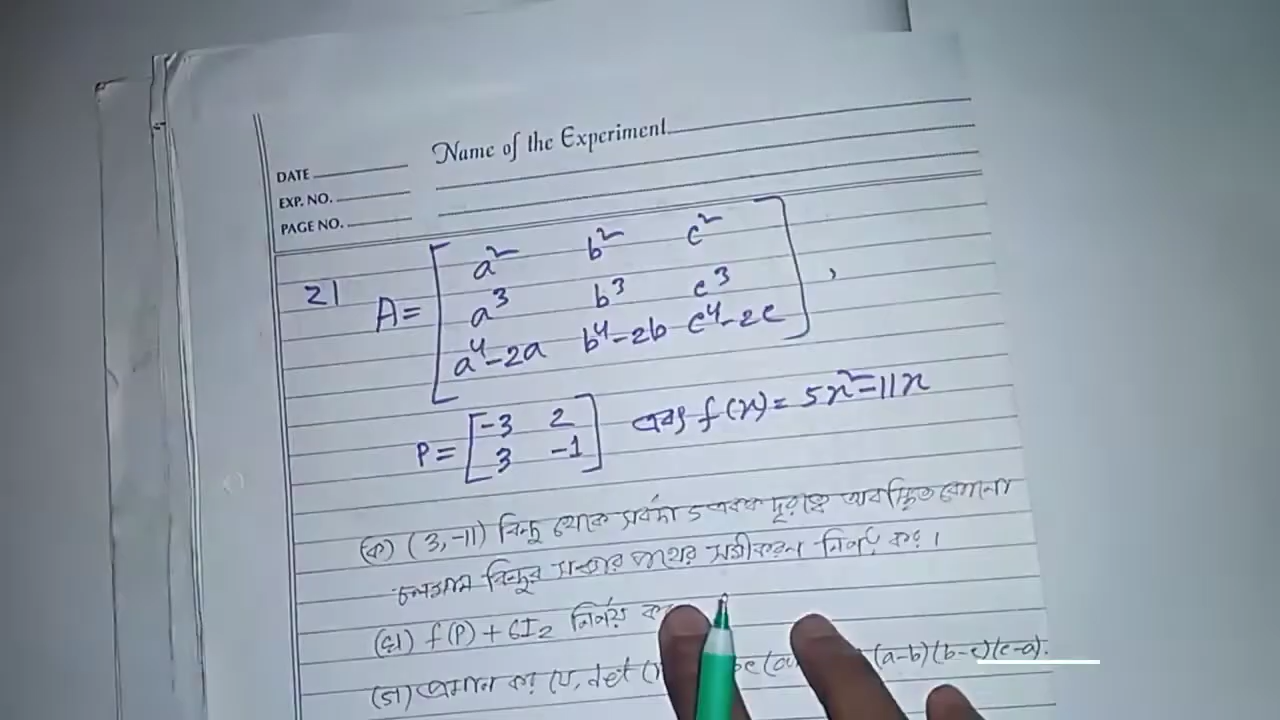 Name of the Experiment
DATE
EXP. NO.
PAGE NO.
21 A = [ a² b² c²
a³ b³ c³
a⁴-2a b⁴-2b c⁴-2c ] ,
P = [ -3 2
3 -1 ] এবং f(x) = 5x²-11x
(ক) (3,-11) বিন্দু থেকে সর্বদা 5 একক দূরত্বে অবস্থিত কোনো
চলমান বিন্দুর সঞ্চার পথের সমীকরণ নির্ণয় কর।
(খ) f(P) + 6I₂ নির্ণয়
(গ) প্রমাণ কর যে, det (a-b)(b-c)(c-a).